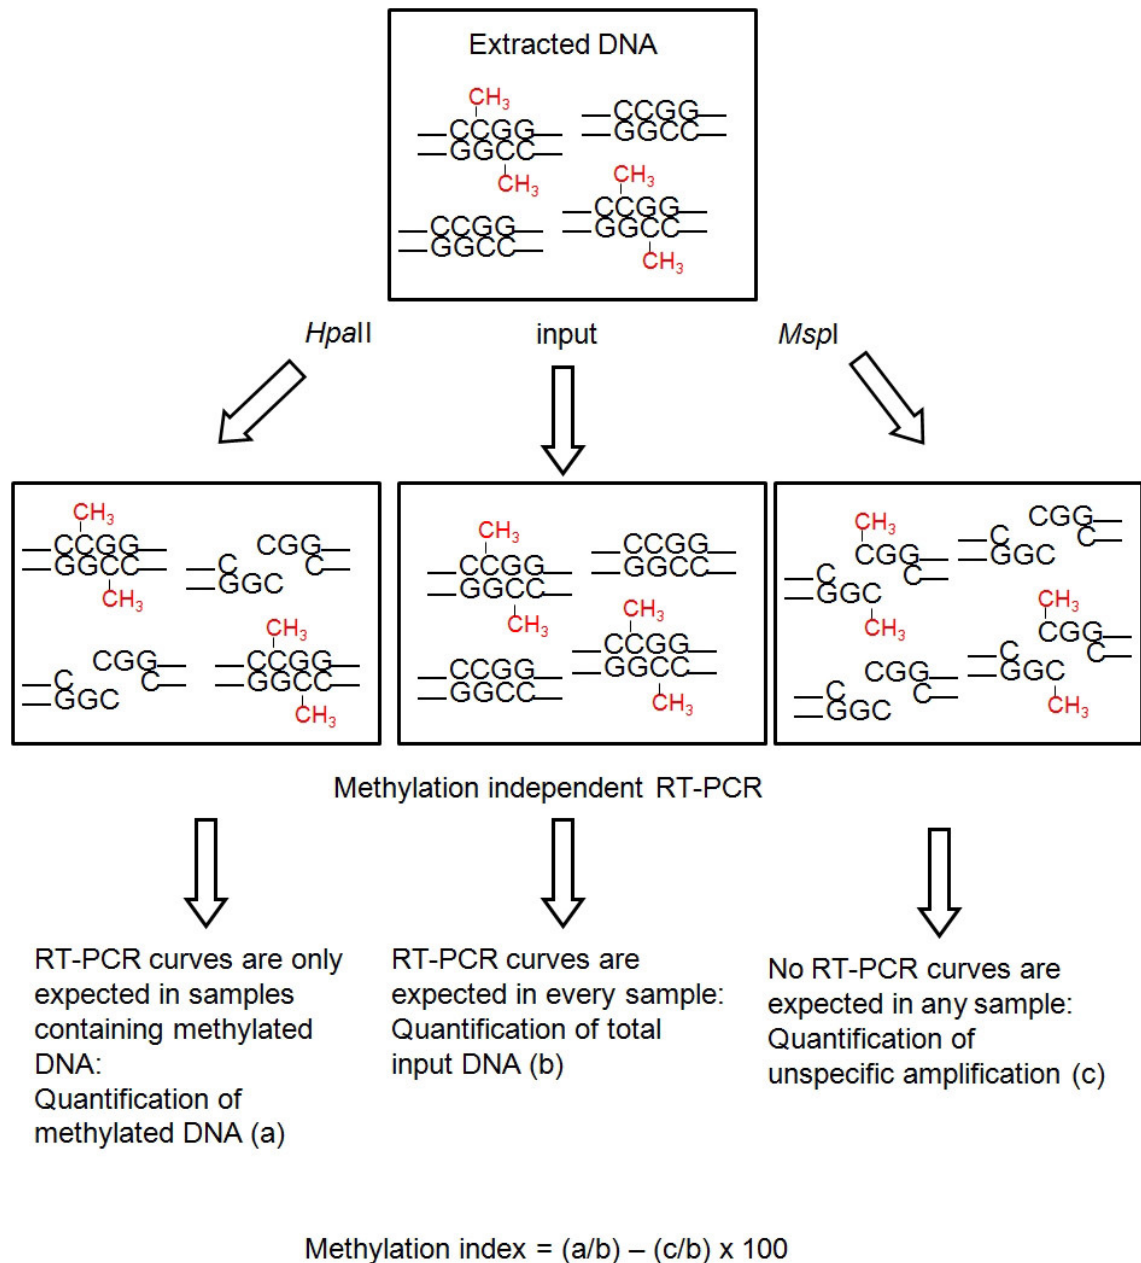 Extracted DNA
CH3
CCGG
GGCC
CH3
CCGG
GGCC
CCGG
GGCC
CH3
CCGG
GGCC
CH3
HpaII
input
MspI
CH3
CCGG
GGCC
CH3
C
GGC
CGG
C
C
GGC
CGG
C
CH3
CCGG
GGCC
CH3
CH3
CCGG
GGCC
CH3
CCGG
GGCC
CCGG
GGCC
CH3
CCGG
GGCC
CH3
CH3
C
GGC
CGG
C
CH3
C
GGC
CGG
C
C
GGC
CGG
C
CH3
C
GGC
CGG
C
CH3
Methylation independent RT-PCR
RT-PCR curves are only
expected in samples
containing methylated
DNA:
Quantification of
methylated DNA (a)
RT-PCR curves are
expected in every sample:
Quantification of total
input DNA (b)
No RT-PCR curves are
expected in any sample:
Quantification of
unspecific amplification (c)
Methylation index = (a/b) – (c/b) x 100